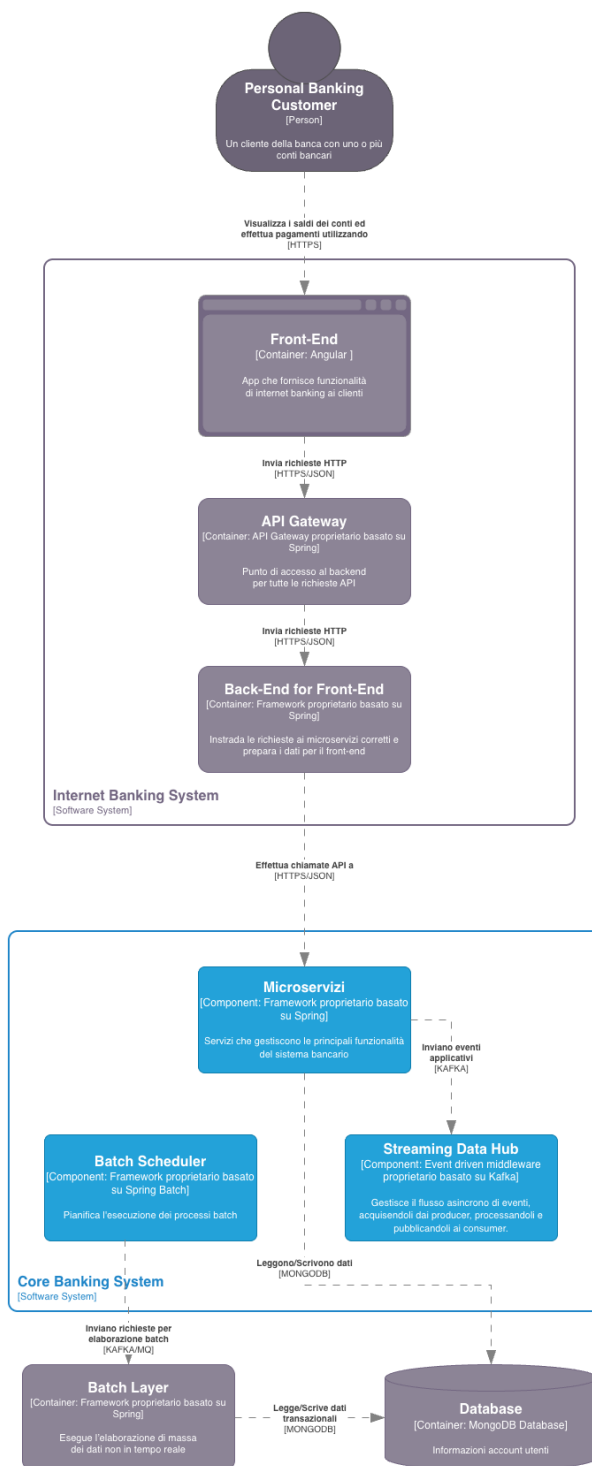 Personal Banking
Customer
[Person]
Un cliente della banca con uno o più
conti bancari
Visualizza i saldi dei conti ed
effettua pagamenti utilizzando
[HTTPS]
Front-End
[Container: Angular ]
App che fornisce funzionalità
di internet banking ai clienti
Invia richieste HTTP
[HTTPS/JSON]
API Gateway
[Container: API Gateway proprietario basato su
Spring]
Punto di accesso al backend
per tutte le richieste API
Invia richieste HTTP
[HTTPS/JSON]
Back-End for Front-End
[Container: Framework proprietario basato su
Spring]
Instrada le richieste ai microservizi corretti e
prepara i dati per il front-end
Internet Banking System
[Software System]
Effettua chiamate API a
[HTTPS/JSON]
Microservizi
[Component: Framework proprietario basato
su Spring]
Servizi che gestiscono le principali funzionalità
del sistema bancario
Inviano eventi
applicativi
[KAFKA]
Batch Scheduler
[Component: Framework proprietario basato
su Spring Batch]
Pianifica l'esecuzione dei processi batch
Streaming Data Hub
[Component: Event driven middleware
proprietario basato su Kafka]
Gestisce il flusso asincrono di eventi,
acquisendoli dai producer, processandoli e
pubblicandoli ai consumer.
Leggono/Scrivono dati
[MONGODB]
Core Banking System
[Software System]
Inviano richieste per
elaborazione batch
[KAFKA/MQ]
Batch Layer
[Container: Framework proprietario basato su
Spring]
Esegue l'elaborazione di massa
dei dati non in tempo reale
Legge/Scrive dati
transazionali
[MONGODB]
Database
[Container: MongoDB Database]
Informazioni account utenti